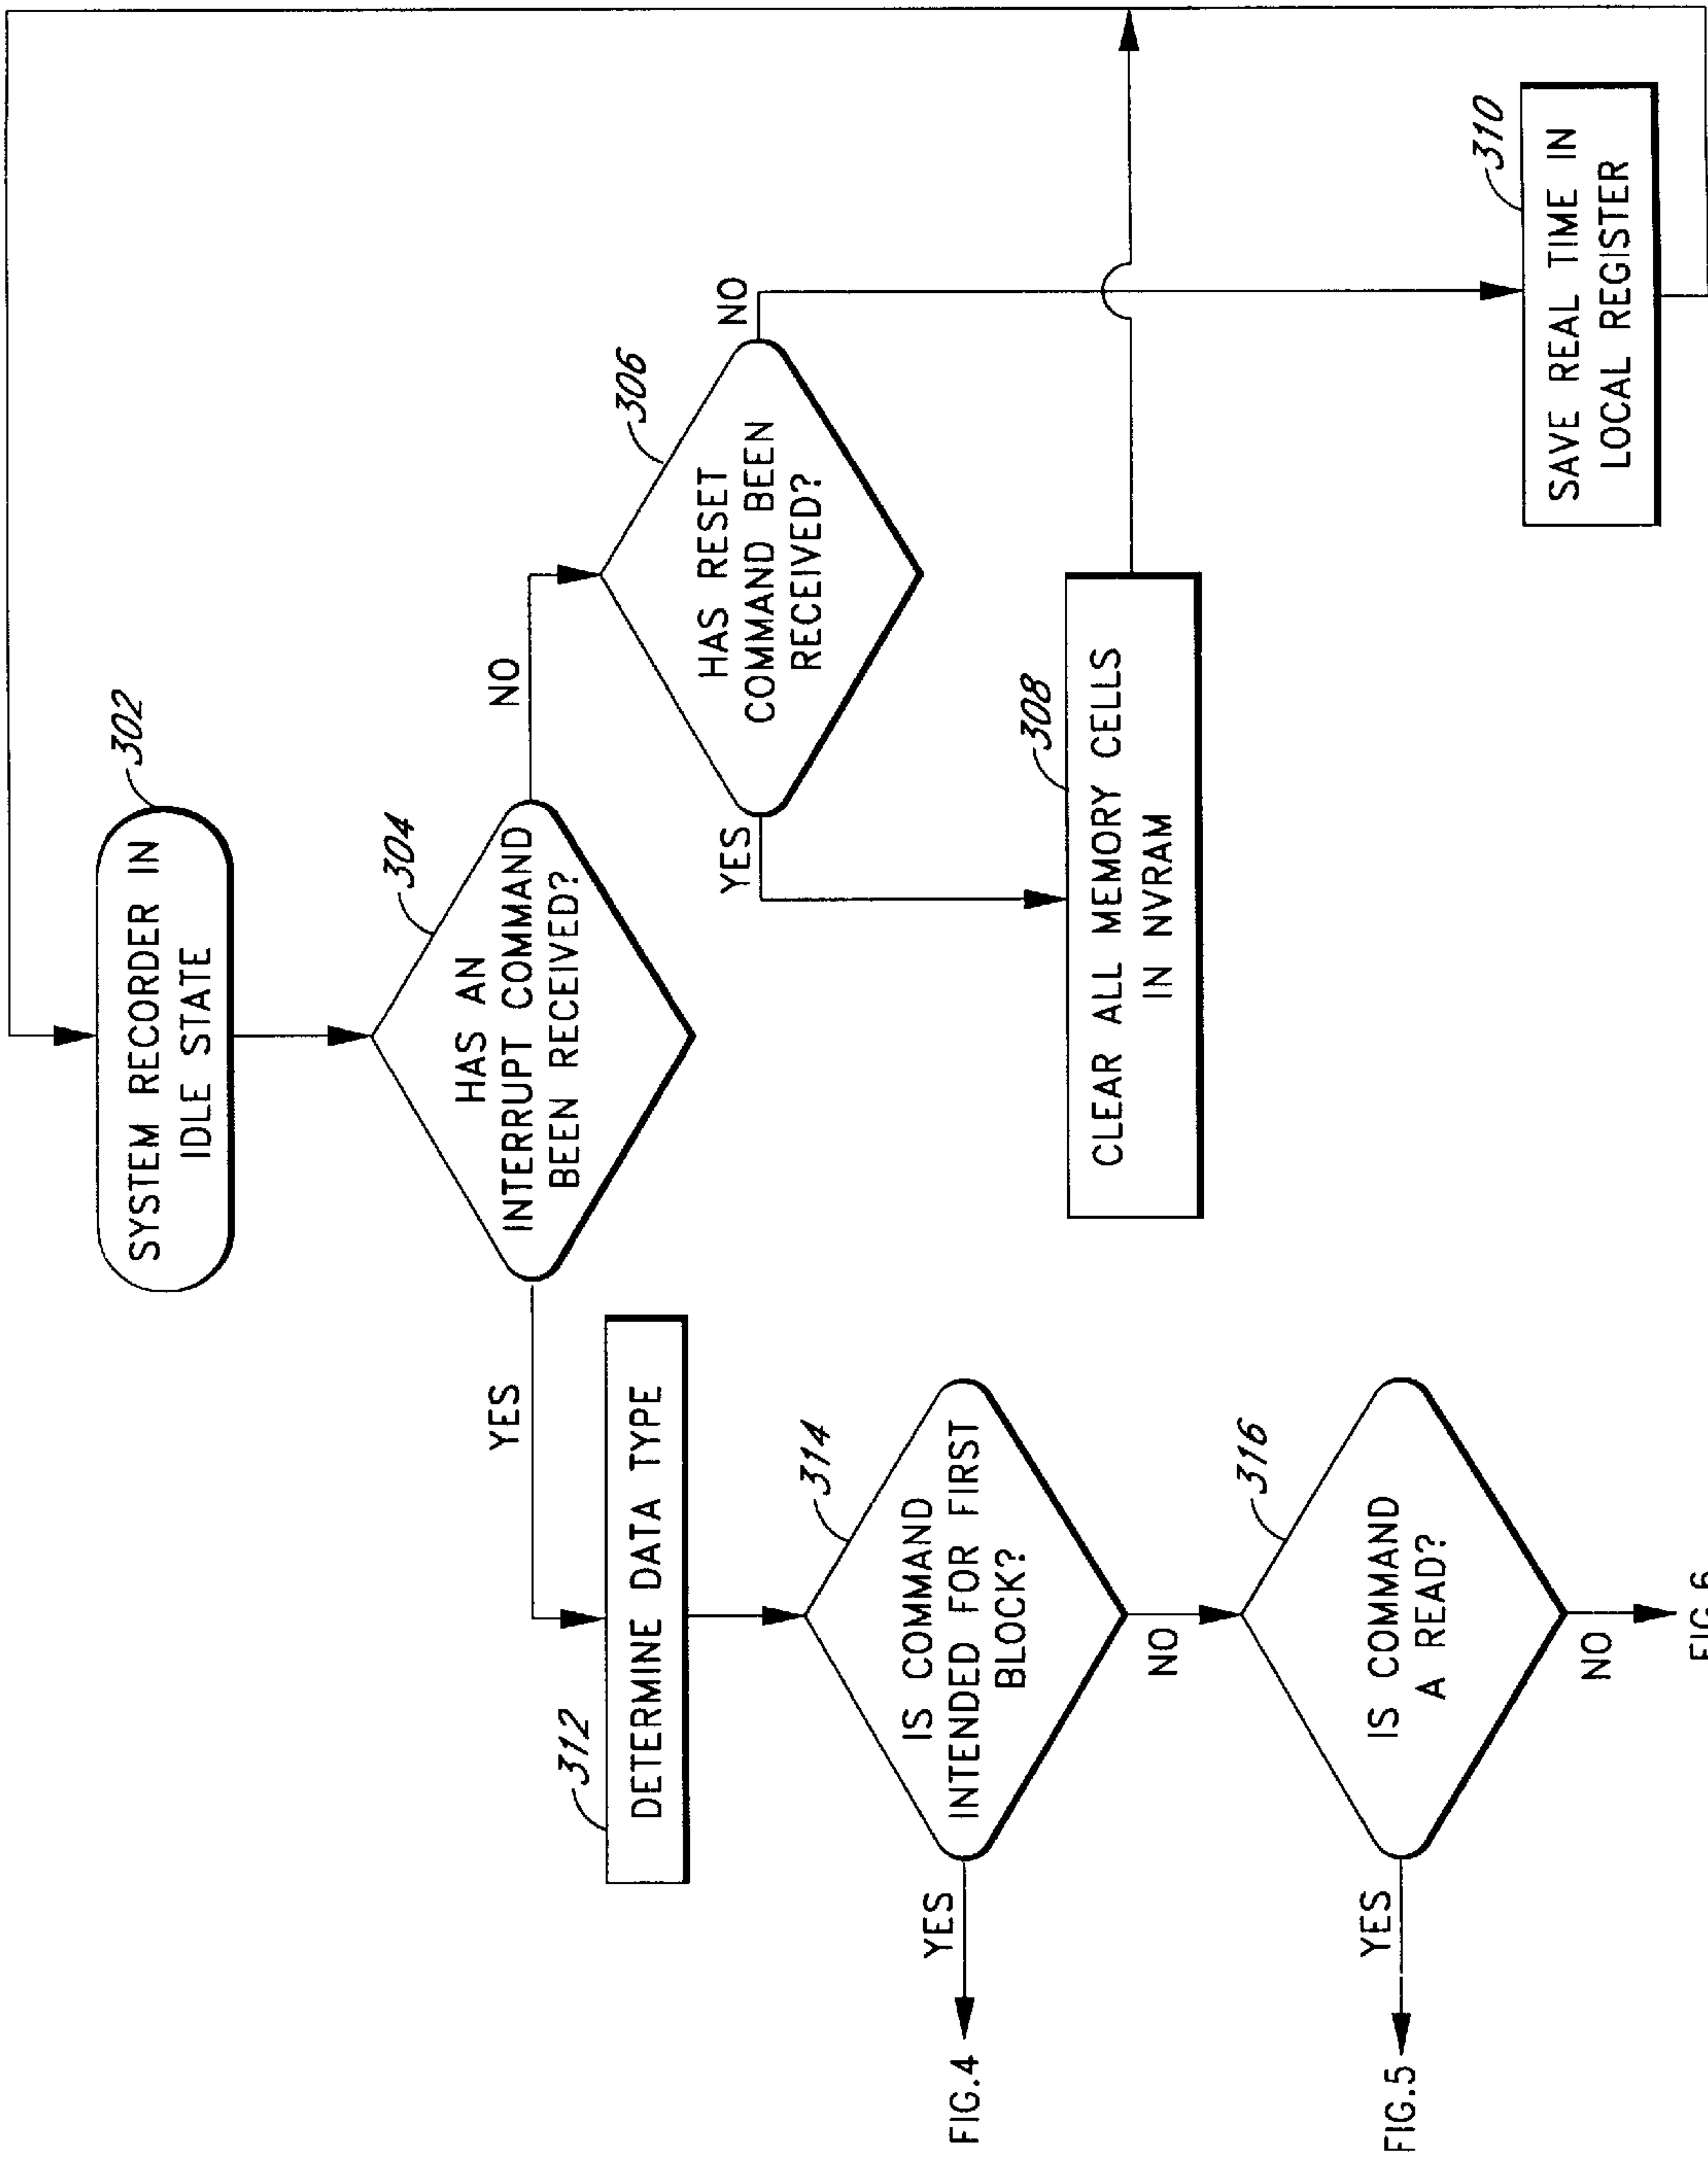 302
SYSTEM RECORDER IN
IDLE STATE
304
HAS AN
INTERRUPT COMMAND
BEEN RECEIVED?
YES
NO
306
HAS RESET
COMMAND BEEN
RECEIVED?
YES
NO
308
CLEAR ALL MEMORY CELLS
IN NVRAM
310
SAVE REAL TIME IN
LOCAL REGISTER
312
DETERMINE DATA TYPE
314
IS COMMAND
INTENDED FOR FIRST
BLOCK?
YES
FIG.4
NO
316
IS COMMAND
A READ?
YES
FIG.5
NO
FIG.6